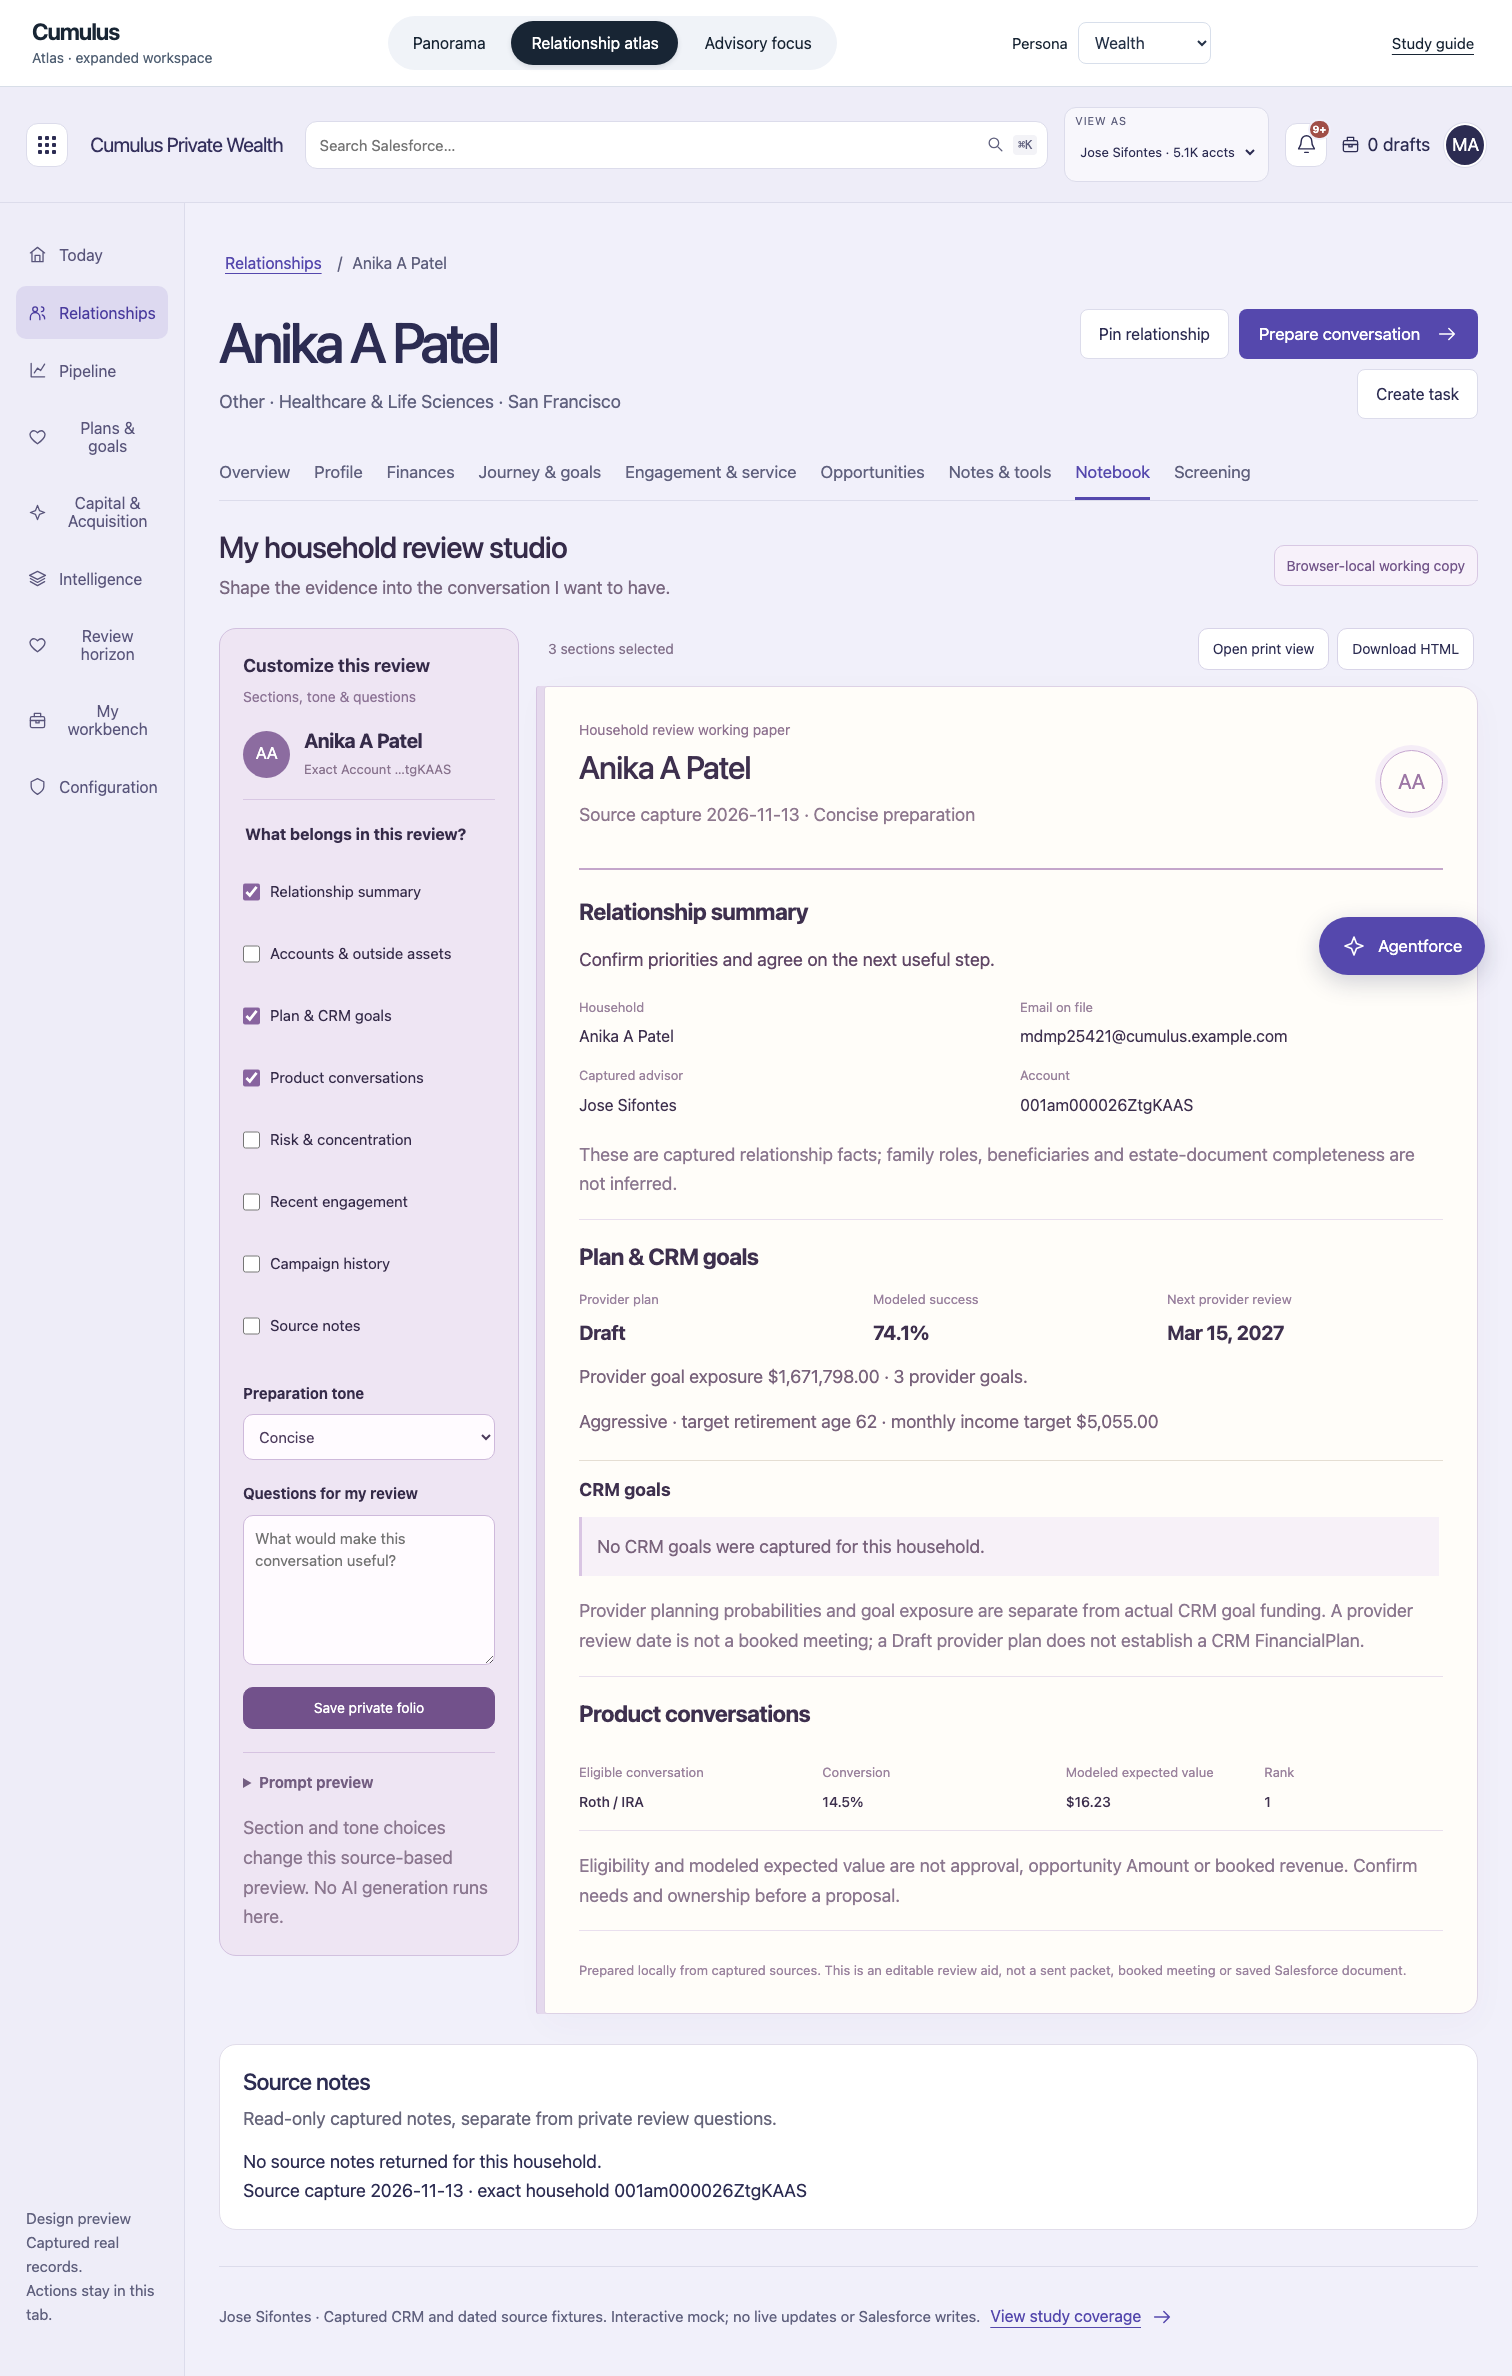 Cumulus
Atlas · expanded workspace
Panorama
Relationship atlas
Advisory focus
Persona
Wealth
Study guide
Cumulus Private Wealth
Search Salesforce...
⌘K
VIEW AS
Jose Sifontes · 5.1K accts
9+
0 drafts
MA
Today
Relationships
Pipeline
Plans &
goals
Capital &
Acquisition
Intelligence
Review
horizon
My
workbench
Configuration
Relationships / Anika A Patel
Anika A Patel
Other · Healthcare & Life Sciences · San Francisco
Pin relationship
Prepare conversation
Create task
Overview
Profile
Finances
Journey & goals
Engagement & service
Opportunities
Notes & tools
Notebook
Screening
My household review studio
Shape the evidence into the conversation I want to have.
Browser-local working copy
Customize this review
Sections, tone & questions
AA
Anika A Patel
Exact Account ...tgKAAS
What belongs in this review?
Relationship summary
Accounts & outside assets
Plan & CRM goals
Product conversations
Risk & concentration
Recent engagement
Campaign history
Source notes
Preparation tone
Concise
Questions for my review
What would make this
conversation useful?
Save private folio
Prompt preview
Section and tone choices
change this source-based
preview. No AI generation runs
here.
3 sections selected
Open print view
Download HTML
Household review working paper
Anika A Patel
Source capture 2026-11-13 · Concise preparation
AA
Relationship summary
Confirm priorities and agree on the next useful step.
Agentforce
Household
Anika A Patel
Email on file
mdmp25421@cumulus.example.com
Captured advisor
Jose Sifontes
Account
001am000026ZtgKAAS
These are captured relationship facts; family roles, beneficiaries and estate-document completeness are
not inferred.
Plan & CRM goals
Provider plan
Draft
Modeled success
74.1%
Next provider review
Mar 15, 2027
Provider goal exposure $1,671,798.00 · 3 provider goals.
Aggressive · target retirement age 62 · monthly income target $5,055.00
CRM goals
No CRM goals were captured for this household.
Provider planning probabilities and goal exposure are separate from actual CRM goal funding. A provider
review date is not a booked meeting; a Draft provider plan does not establish a CRM FinancialPlan.
Product conversations
Eligible conversation
Roth / IRA
Conversion
14.5%
Modeled expected value
$16.23
Rank
1
Eligibility and modeled expected value are not approval, opportunity Amount or booked revenue. Confirm
needs and ownership before a proposal.
Prepared locally from captured sources. This is an editable review aid, not a sent packet, booked meeting or saved Salesforce document.
Source notes
Read-only captured notes, separate from private review questions.
No source notes returned for this household.
Source capture 2026-11-13 · exact household 001am000026ZtgKAAS
Design preview
Captured real
records.
Actions stay in this
tab.
Jose Sifontes · Captured CRM and dated source fixtures. Interactive mock; no live updates or Salesforce writes. View study coverage